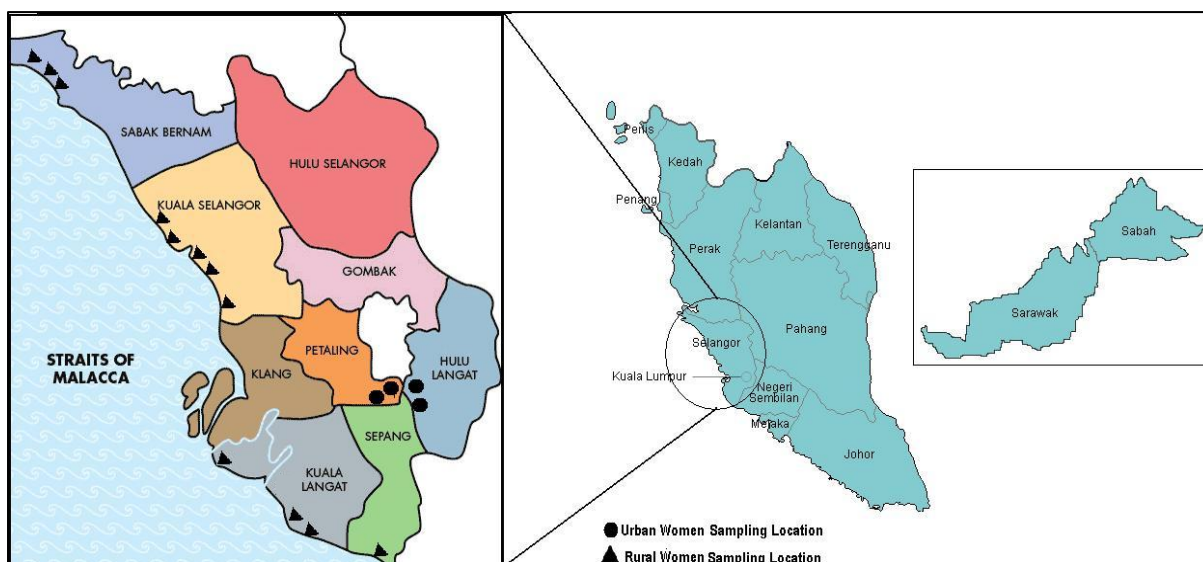 SABAK BERNAM
HULU SELANGOR
KUALA SELANGOR
GOMBAK
PETALING
HULU
LANGAT
KLANG
STRAITS OF
MALACCA
SEPANG
KUALA
LANGAT
Penis
Kedah
Penang
Kelantan
Perak
Terengganu
Pahang
Selangor
Kuala Lumpur
Negeri
Sembilan
Melaka
Johor
Sabah
Sarawak
Urban Women Sampling Location
Rural Women Sampling Location